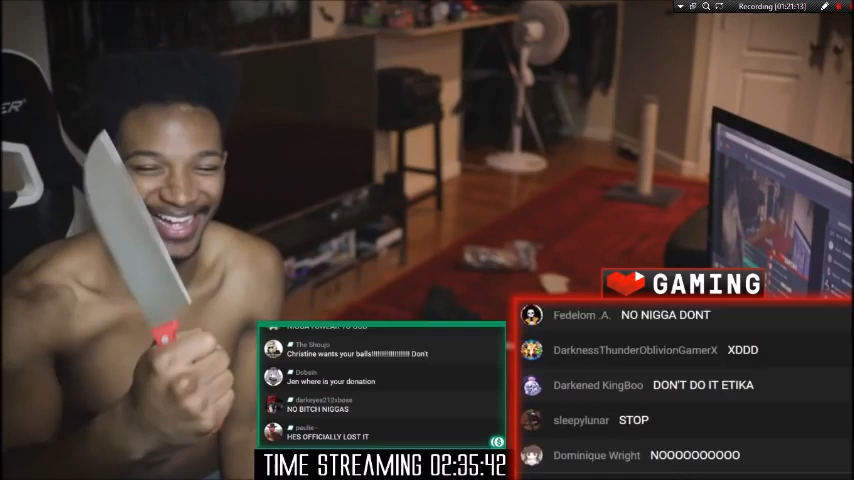 Recording [01:21:13]
GAMING
Fedelom .A. NO NIGGA DONT
DarknessThunderOblivionGamerX XDDD
Darkened KingBoo DON'T DO IT ETIKA
sleepylunar STOP
Dominique Wright NOOOOOOOOOO
The Shoujo
Christine wants your balls!!!!!!!!!!!!!!!!!!! Don't
Dobein
Jen where is your donation
darkeyes212xboxe
NO BITCH NIGGAS
paulie -
HES OFFICIALLY LOST IT
TIME STREAMING 02:35:42